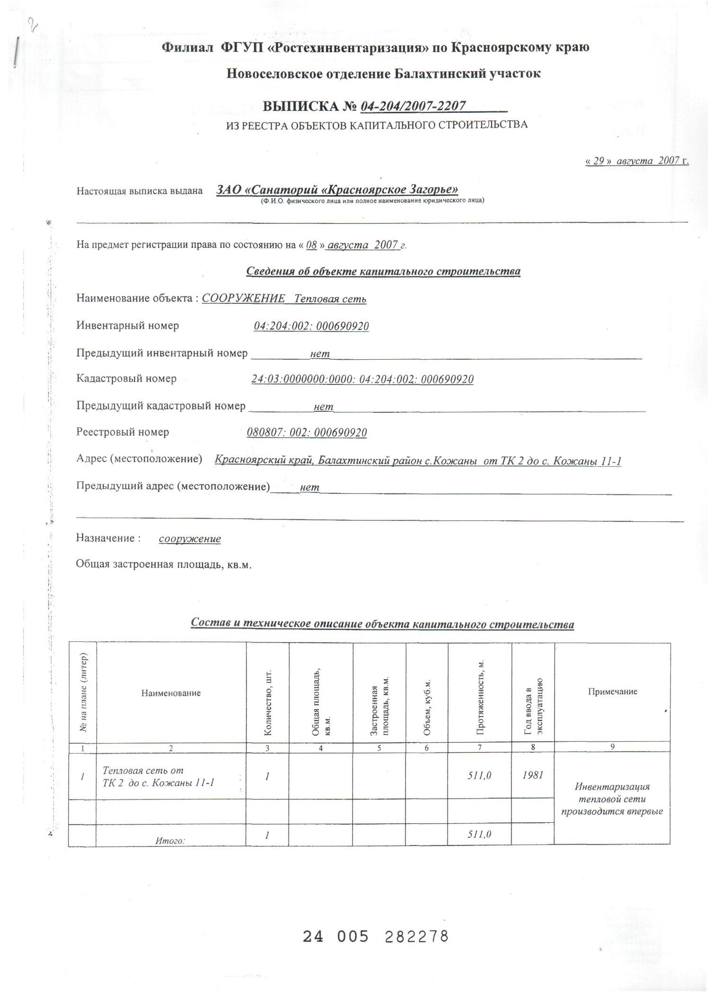 Филиал ФГУП «Ростехинвентаризация» по Красноярскому краю
Новоселовское отделение Балахтинский участок
ВЫПИСКА № 04-204/2007-2207
ИЗ РЕЕСТРА ОБЪЕКТОВ КАПИТАЛЬНОГО СТРОИТЕЛЬСТВА
« 29 » августа 2007 г.
Настоящая выписка выдана ЗАО «Санаторий «Красноярское Загорье»
(Ф.И.О. физического лица или полное наименование юридического лица)
На предмет регистрации права по состоянию на « 08 » августа 2007 г.
Сведения об объекте капитального строительства
Наименование объекта : СООРУЖЕНИЕ Тепловая сеть
Инвентарный номер 04:204:002: 000690920
Предыдущий инвентарный номер нет
Кадастровый номер 24:03:0000000:0000: 04:204:002: 000690920
Предыдущий кадастровый номер нет
Реестровый номер 080807: 002: 000690920
Адрес (местоположение) Красноярский край, Балахтинский район с.Кожаны от ТК 2 до с. Кожаны 11-1
Предыдущий адрес (местоположение) нет
Назначение : сооружение
Общая застроенная площадь, кв.м.
Состав и техническое описание объекта капитального строительства
№ на плане (литер)
Наименование
Количество, шт.
Общая площадь,
кв.м.
Застроенная
площадь, кв.м.
Объем, куб.м.
Протяженность, м.
Год ввода в
эксплуатацию
Примечание
1 2 3 4 5 6 7 8 9
1 Тепловая сеть от
ТК 2 до с. Кожаны 11-1
1 511,0 1981
Инвентаризация
тепловой сети
производится впервые
Итого: 1 511,0
24 005 282278